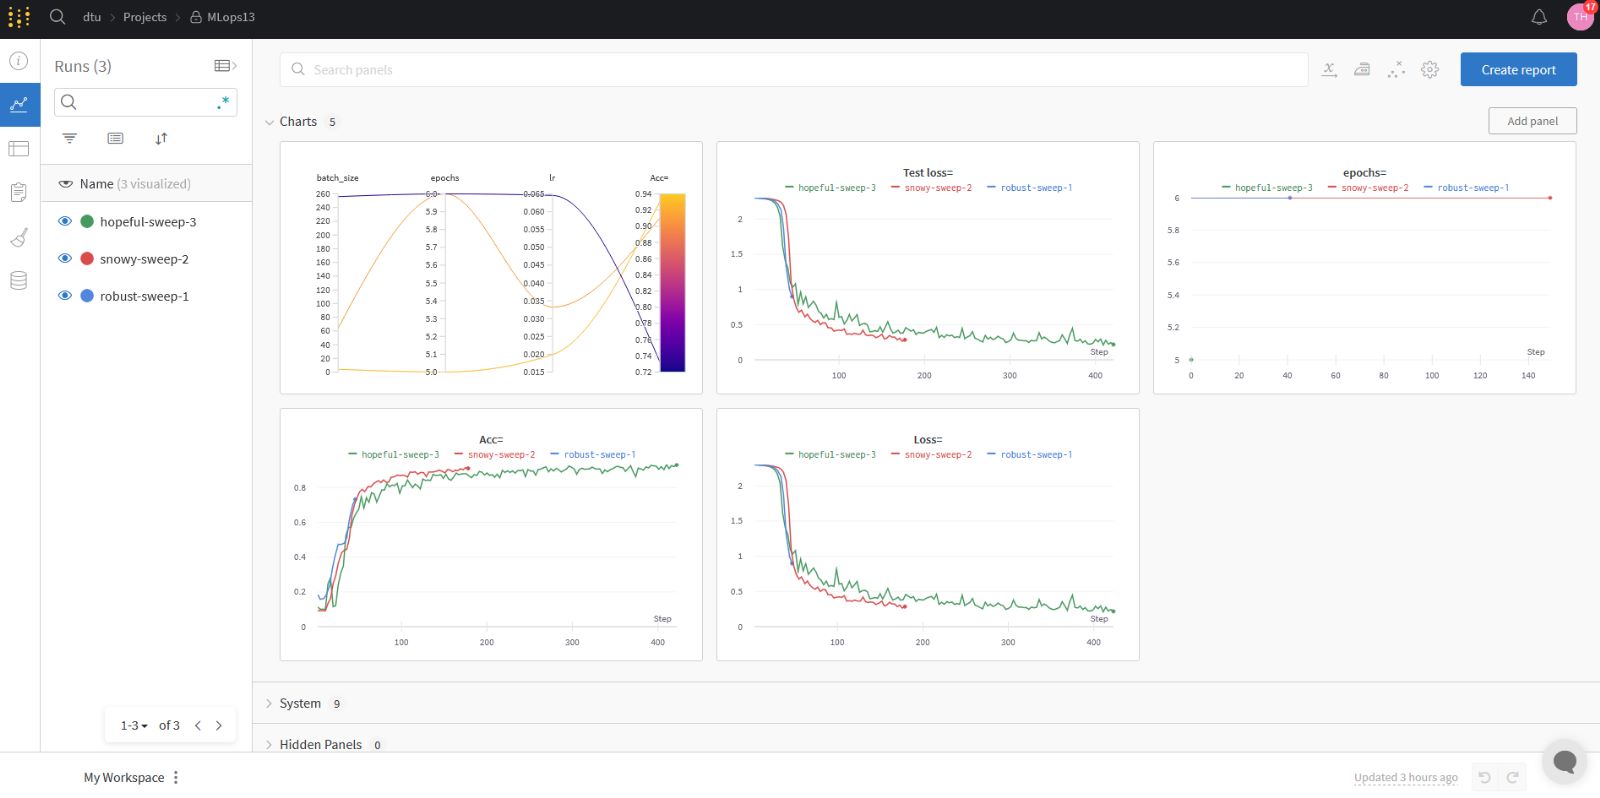 dtu > Projects > MLops13
TH
17
Runs (3)
.*
Name (3 visualized)
hopeful-sweep-3
snowy-sweep-2
robust-sweep-1
1-3 of 3
Search panels
Create report
Charts 5
Add panel
batch_size epochs lr Acc=
260
240
220
200
180
160
140
120
100
80
60
40
20
0
6.0
5.9
5.8
5.7
5.6
5.5
5.4
5.3
5.2
5.1
5.0
0.065
0.060
0.055
0.050
0.045
0.040
0.035
0.030
0.025
0.020
0.015
0.94
0.92
0.90
0.88
0.86
0.84
0.82
0.80
0.78
0.76
0.74
0.72
Test loss=
hopeful-sweep-3 snowy-sweep-2 robust-sweep-1
2
1.5
1
0.5
0
Step
100 200 300 400
epochs=
hopeful-sweep-3 snowy-sweep-2 robust-sweep-1
6
5.8
5.6
5.4
5.2
5
Step
0 20 40 60 80 100 120 140
Acc=
hopeful-sweep-3 snowy-sweep-2 robust-sweep-1
0.8
0.6
0.4
0.2
0
Step
100 200 300 400
Loss=
hopeful-sweep-3 snowy-sweep-2 robust-sweep-1
2
1.5
1
0.5
0
Step
100 200 300 400
System 9
Hidden Panels 0
My Workspace
Updated 3 hours ago